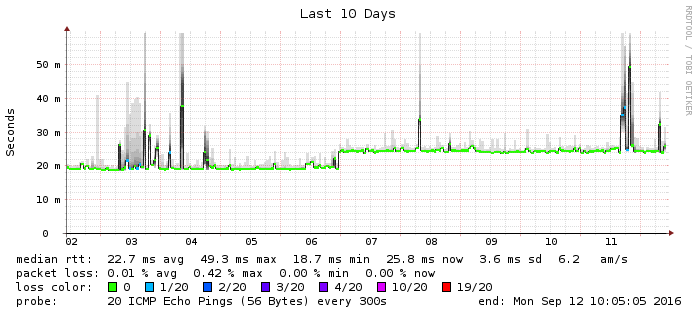 Last 10 Days
RRDTOOL / TOBI OETIKER
Seconds
50 m
40 m
30 m
20 m
10 m
0
02 03 04 05 06 07 08 09 10 11
median rtt: 22.7 ms avg 49.3 ms max 18.7 ms min 25.8 ms now 3.6 ms sd 6.2 am/s
packet loss: 0.01 % avg 0.42 % max 0.00 % min 0.00 % now
loss color: 0 1/20 2/20 3/20 4/20 10/20 19/20
probe: 20 ICMP Echo Pings (56 Bytes) every 300s end: Mon Sep 12 10:05:05 2016